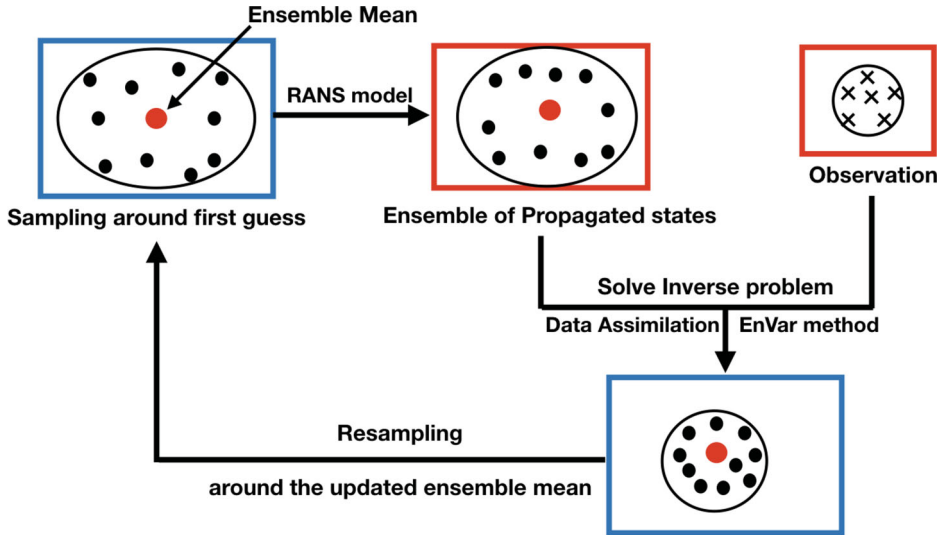 Ensemble Mean
RANS model
Sampling around first guess
Ensemble of Propagated states
Observation
Solve Inverse problem
Data Assimilation
EnVar method
Resampling
around the updated ensemble mean